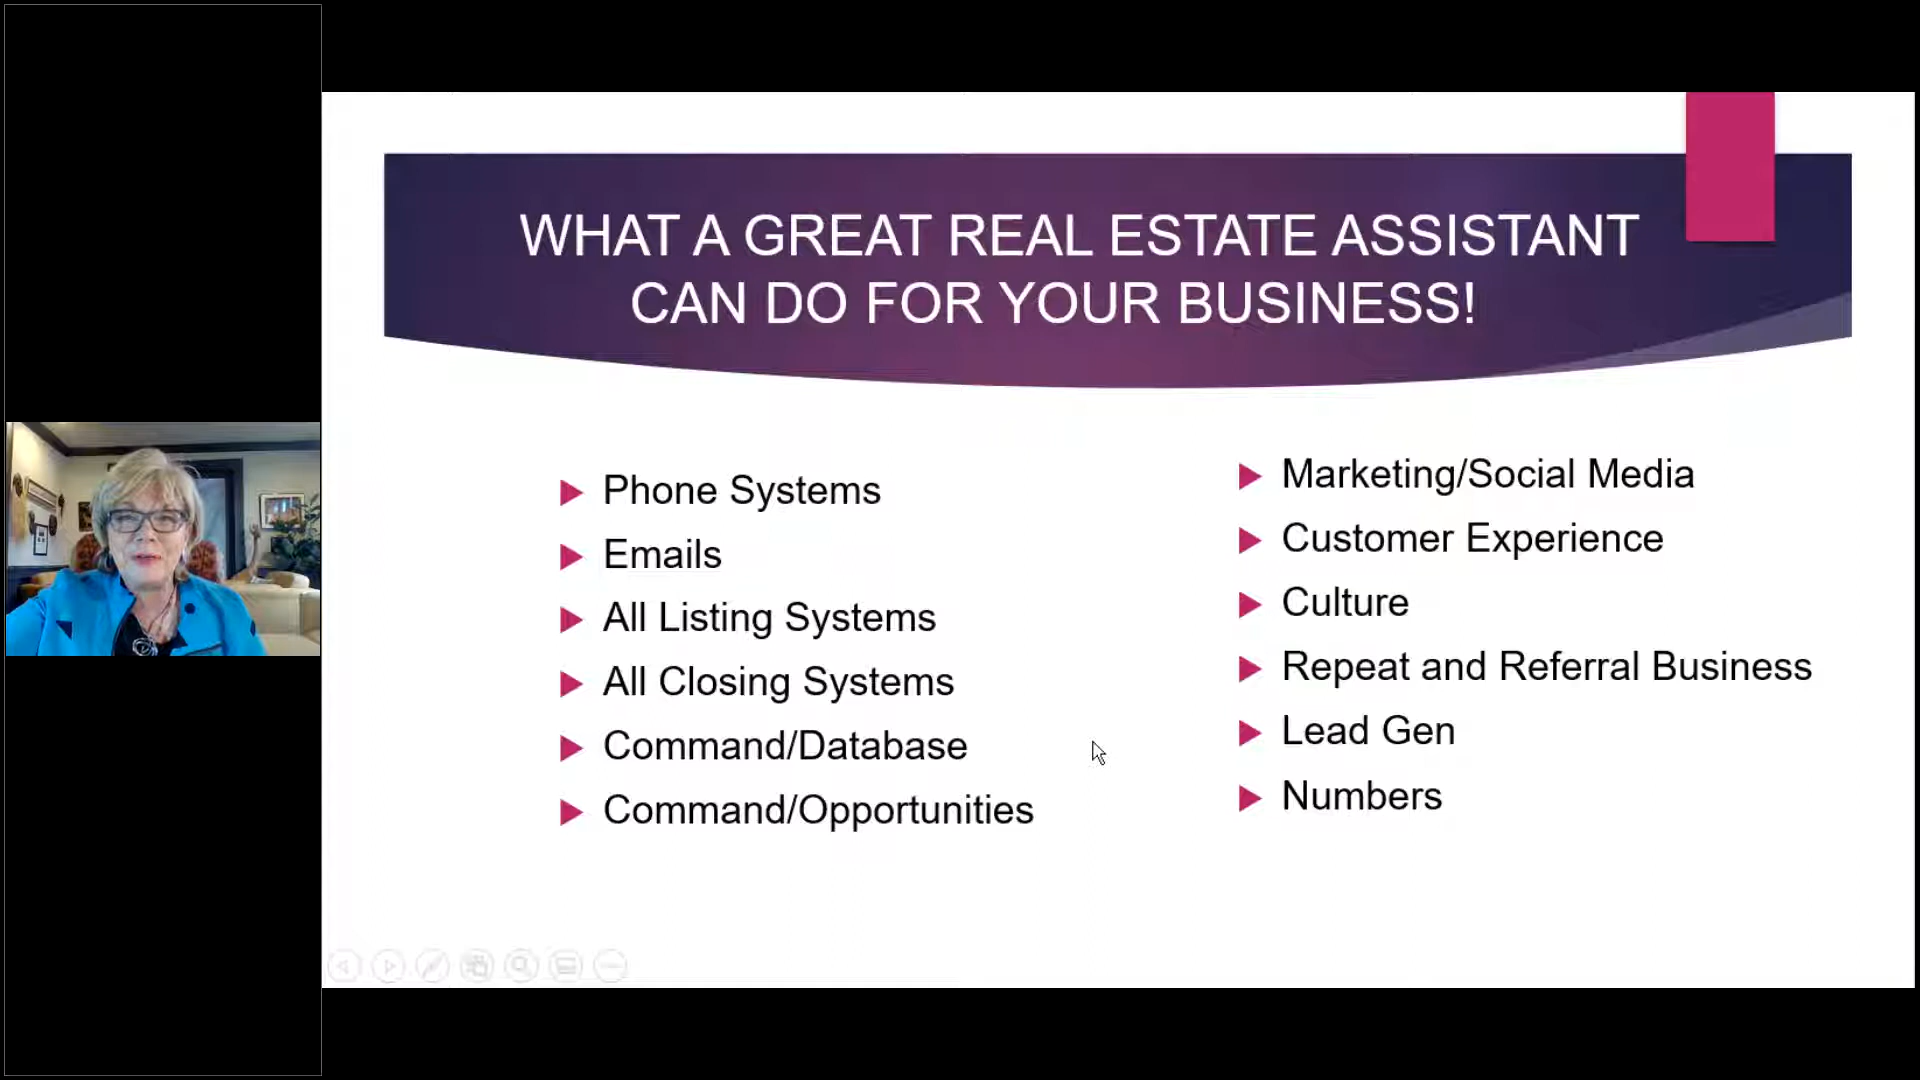 WHAT A GREAT REAL ESTATE ASSISTANT
CAN DO FOR YOUR BUSINESS!
Phone Systems
Emails
All Listing Systems
All Closing Systems
Command/Database
Command/Opportunities
Marketing/Social Media
Customer Experience
Culture
Repeat and Referral Business
Lead Gen
Numbers